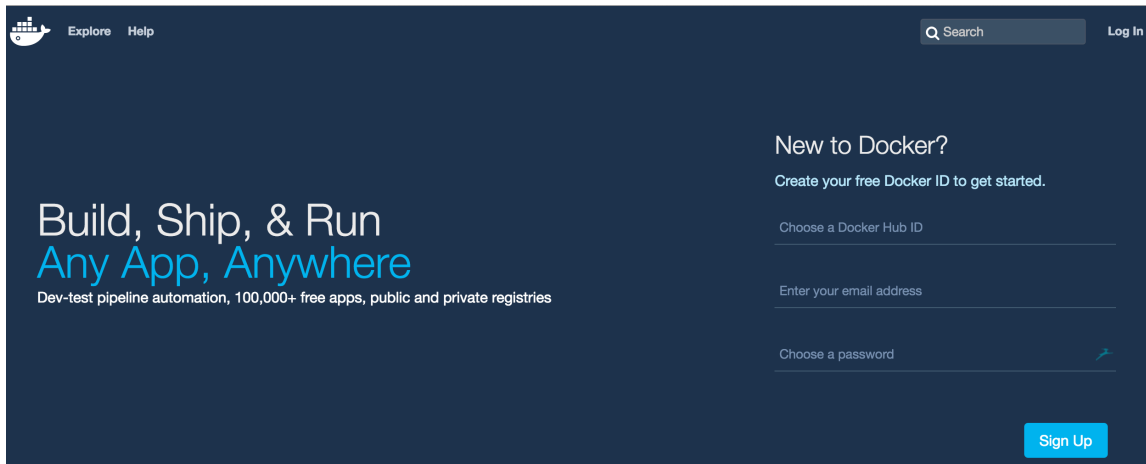 Explore Help
Search
Log In
Build, Ship, & Run
Any App, Anywhere
Dev-test pipeline automation, 100,000+ free apps, public and private registries
New to Docker?
Create your free Docker ID to get started.
Choose a Docker Hub ID
Enter your email address
Choose a password
Sign Up